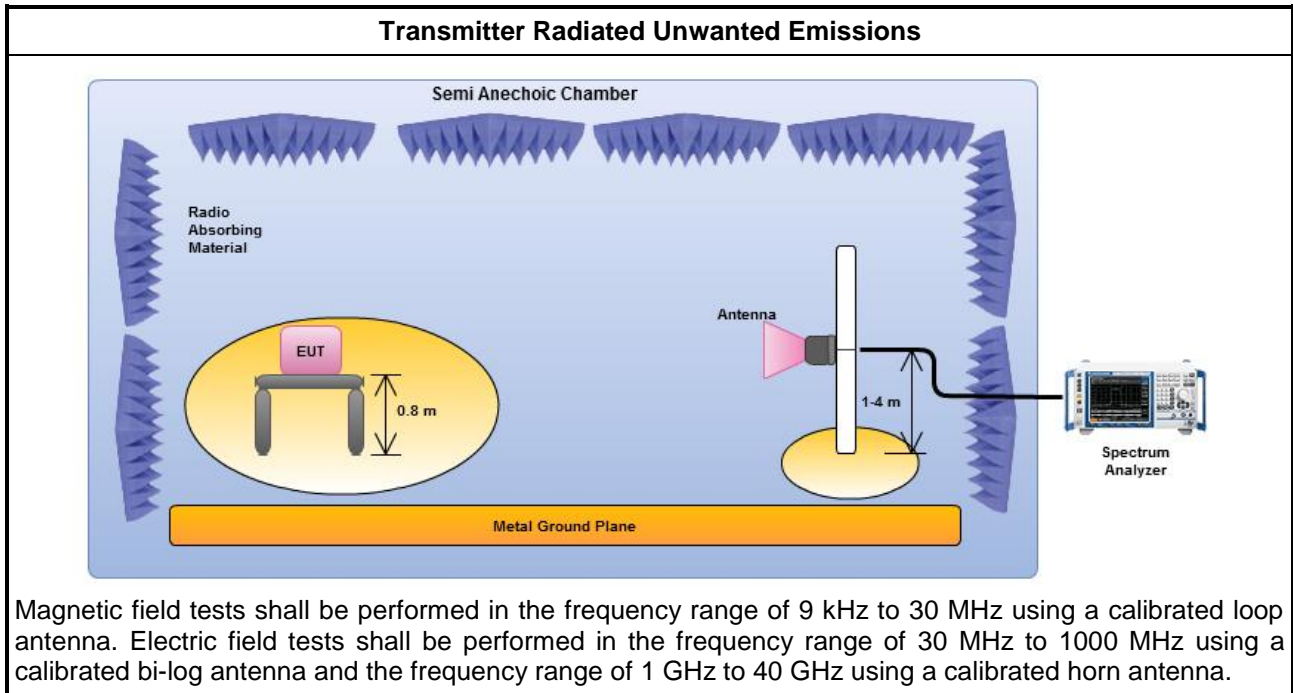 Transmitter Radiated Unwanted Emissions
Semi Anechoic Chamber
Radio
Absorbing
Material
Antenna
EUT
0.8 m
1-4 m
Spectrum
Analyzer
Metal Ground Plane
Magnetic field tests shall be performed in the frequency range of 9 kHz to 30 MHz using a calibrated loop
antenna. Electric field tests shall be performed in the frequency range of 30 MHz to 1000 MHz using a
calibrated bi-log antenna and the frequency range of 1 GHz to 40 GHz using a calibrated horn antenna.